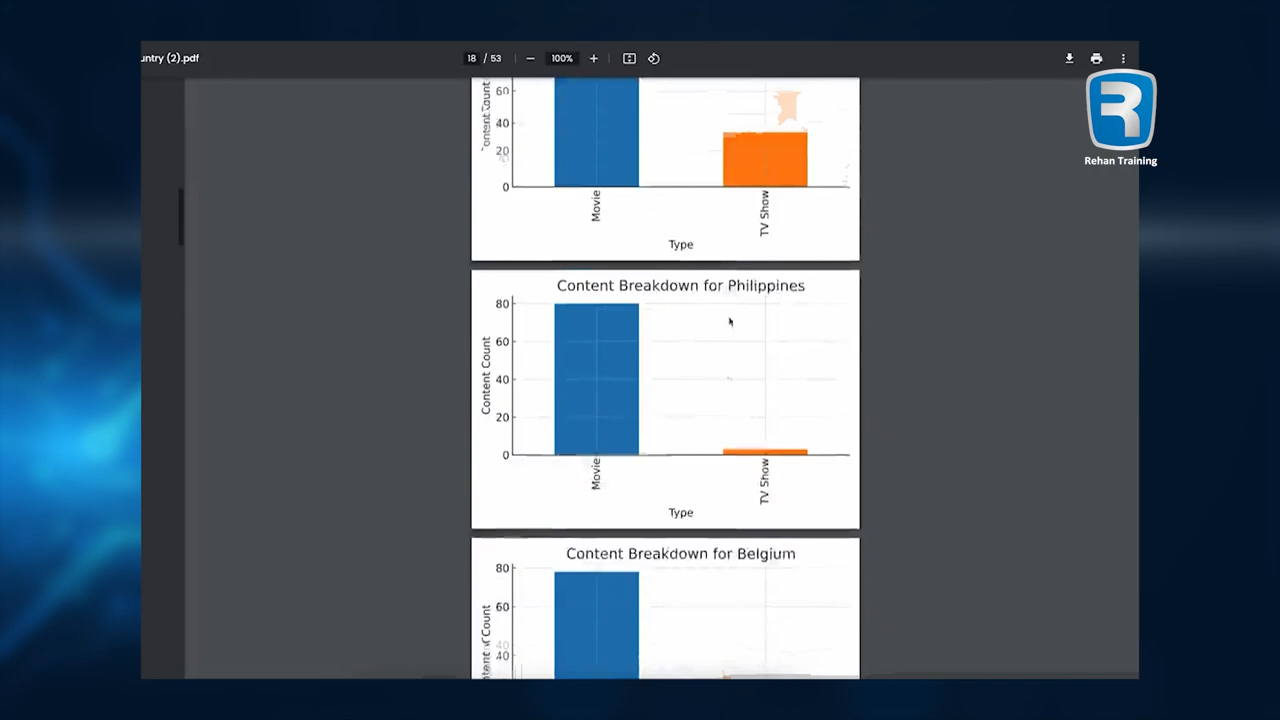 untry (2).pdf
18 / 53
100%
R
Rehan Training
60
40
20
0
Movie
TV Show
Type
Content Breakdown for Philippines
80
60
40
20
0
Content Count
Movie
TV Show
Type
Content Breakdown for Belgium
80
60
40
Count